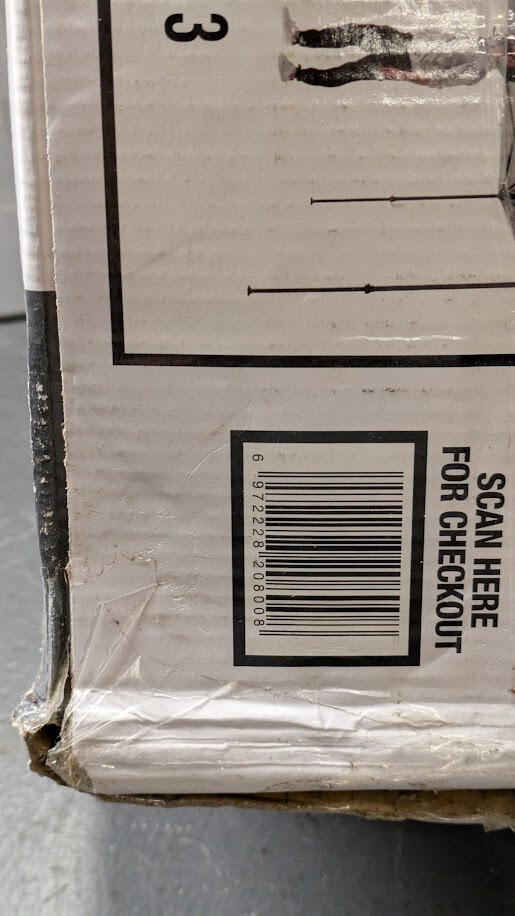 3
SCAN HERE
FOR CHECKOUT
6 972228 208008